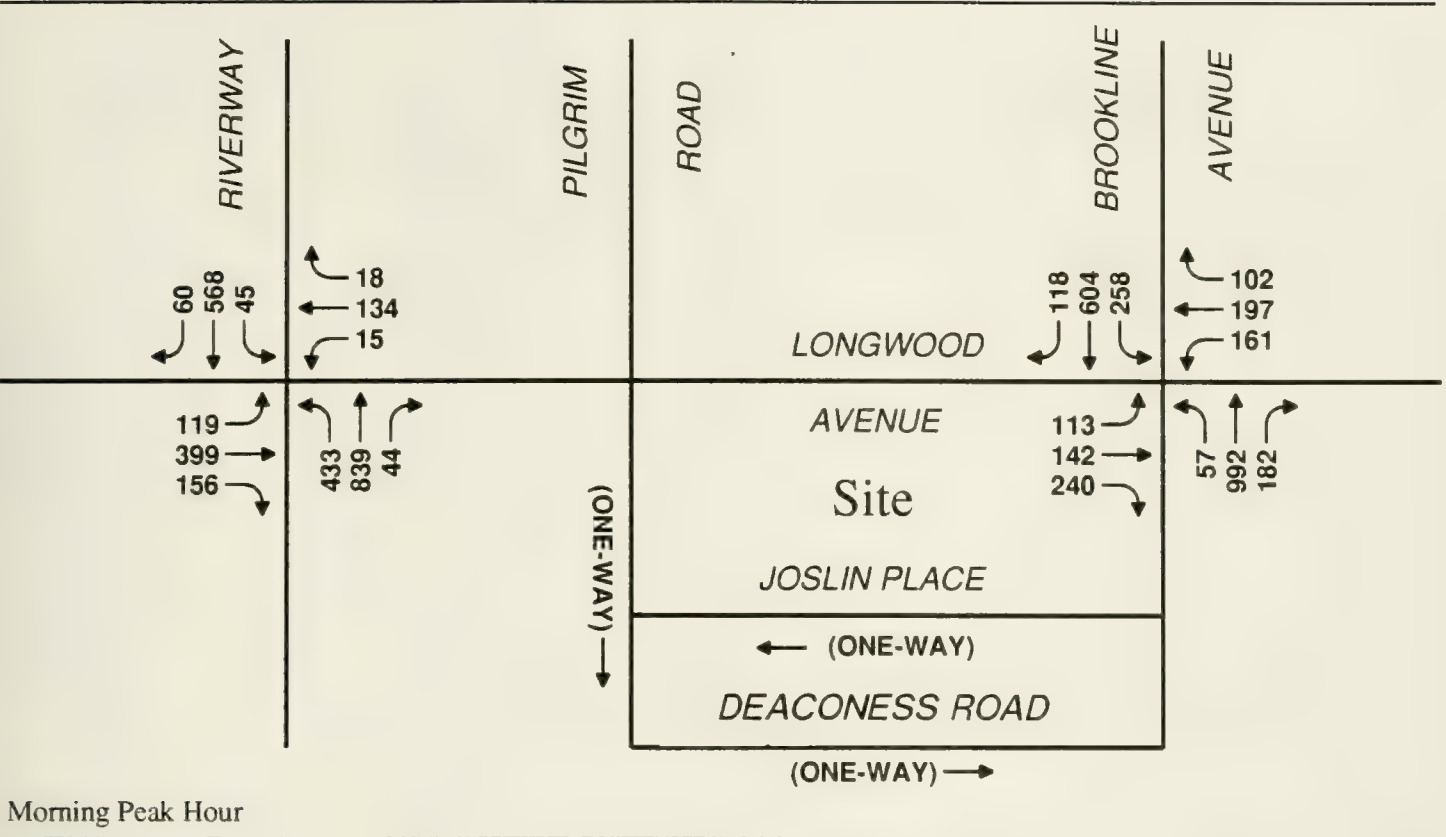 RIVERWAY
PILGRIM
ROAD
BROOKLINE
AVENUE
60
568
45
18
134
15
118
604
258
102
197
161
LONGWOOD
AVENUE
119
399
156
433
839
44
113
142
240
57
992
182
Site
(ONE-WAY)
JOSLIN PLACE
(ONE-WAY)
DEACONESS ROAD
(ONE-WAY)
Morning Peak Hour